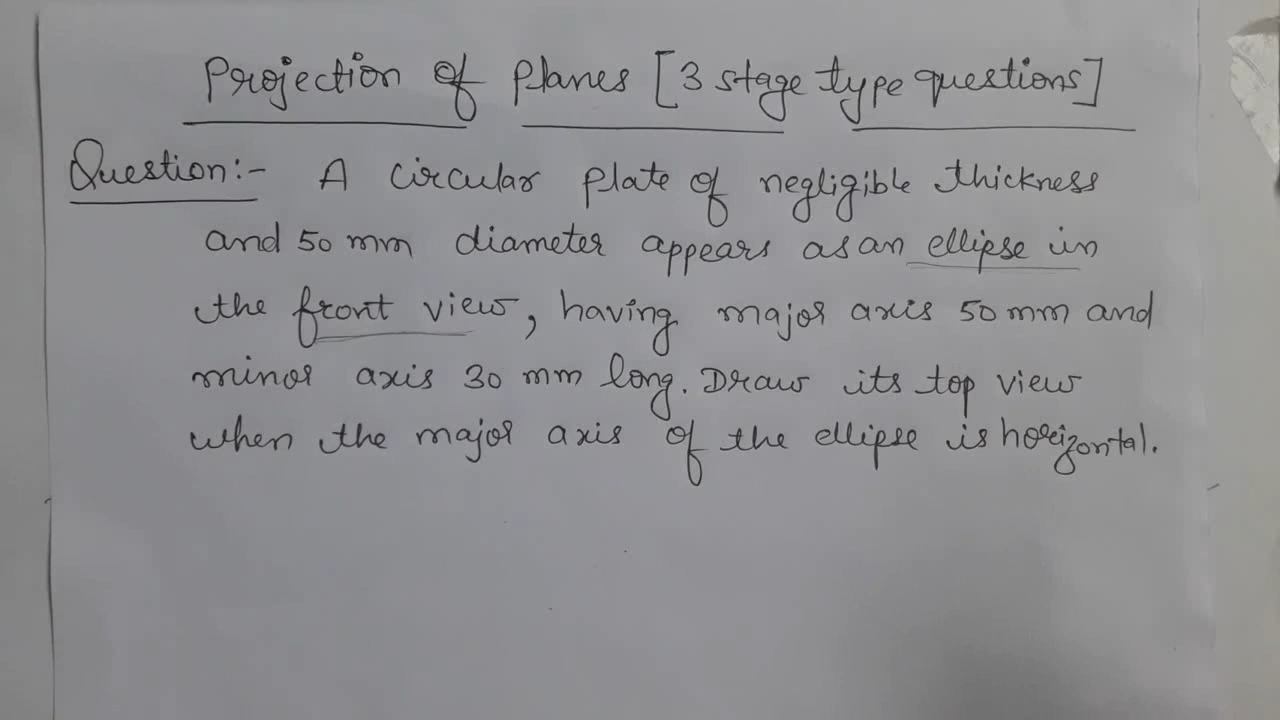 Projection of Planes [3 stage type questions]
Question:- A circular plate of negligible thickness
and 50 mm diameter appears as an ellipse in
the front view, having major axis 50 mm and
minor axis 30 mm long. Draw its top view
when the major axis of the ellipse is horizontal.